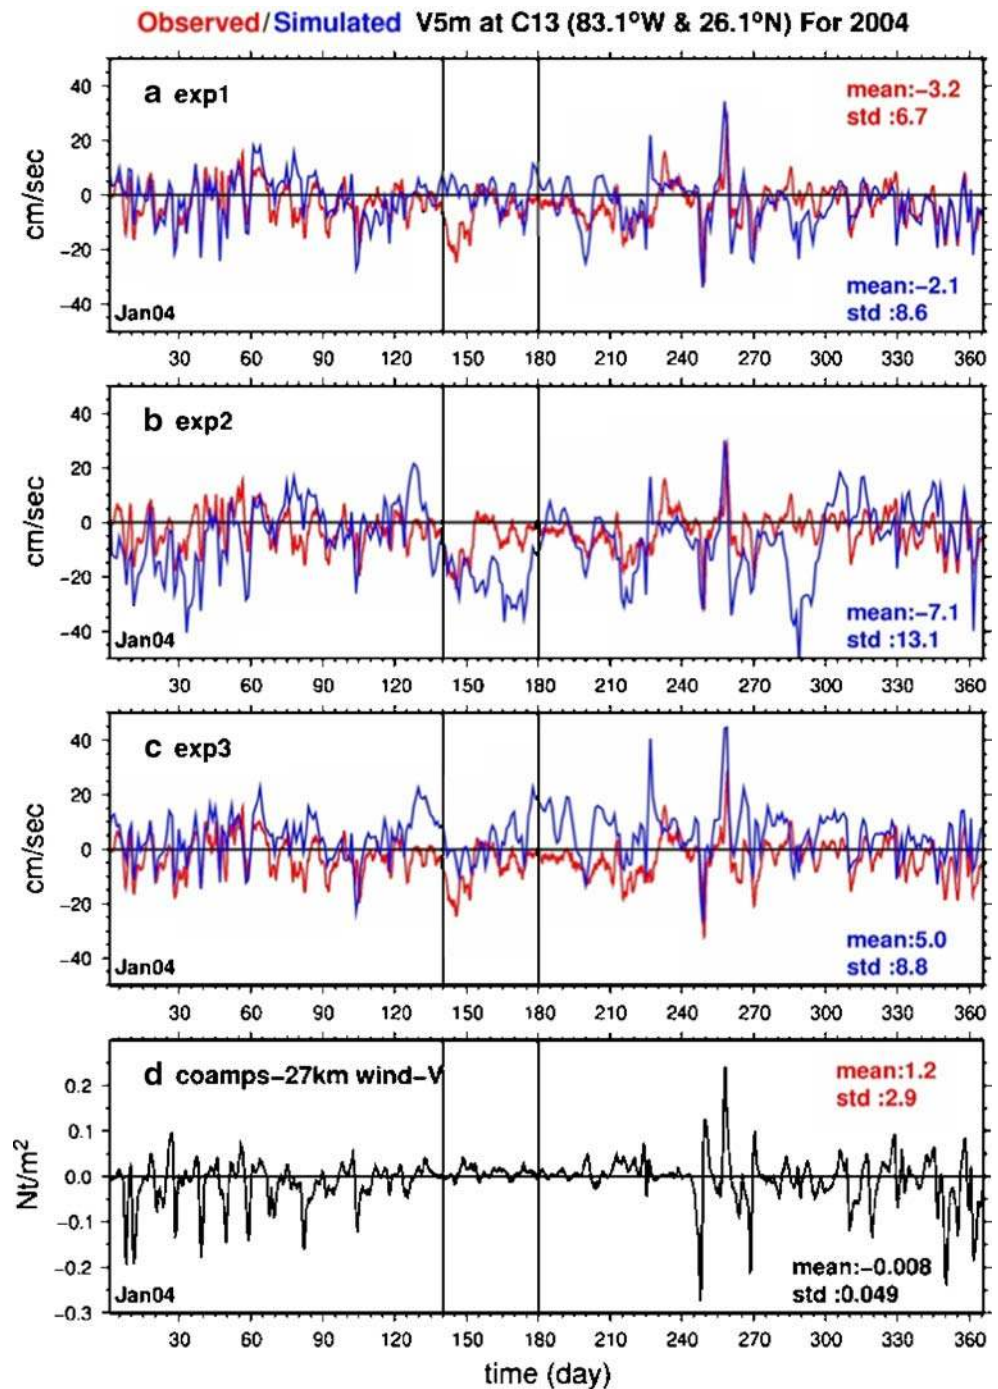 Observed/Simulated V5m at C13 (83.1°W & 26.1°N) For 2004
a exp1
mean:−3.2
std :6.7
40
20
0
−20
−40
cm/sec
mean:−2.1
std :8.6
Jan04
30 60 90 120 150 180 210 240 270 300 330 360
b exp2
40
20
0
−20
−40
cm/sec
mean:−7.1
std :13.1
Jan04
30 60 90 120 150 180 210 240 270 300 330 360
c exp3
40
20
0
−20
−40
cm/sec
mean:5.0
std :8.8
Jan04
30 60 90 120 150 180 210 240 270 300 330 360
d coamps−27km wind−V
mean:1.2
std :2.9
0.2
0.1
0.0
−0.1
−0.2
−0.3
Nt/m²
mean:−0.008
std :0.049
Jan04
30 60 90 120 150 180 210 240 270 300 330 360
time (day)